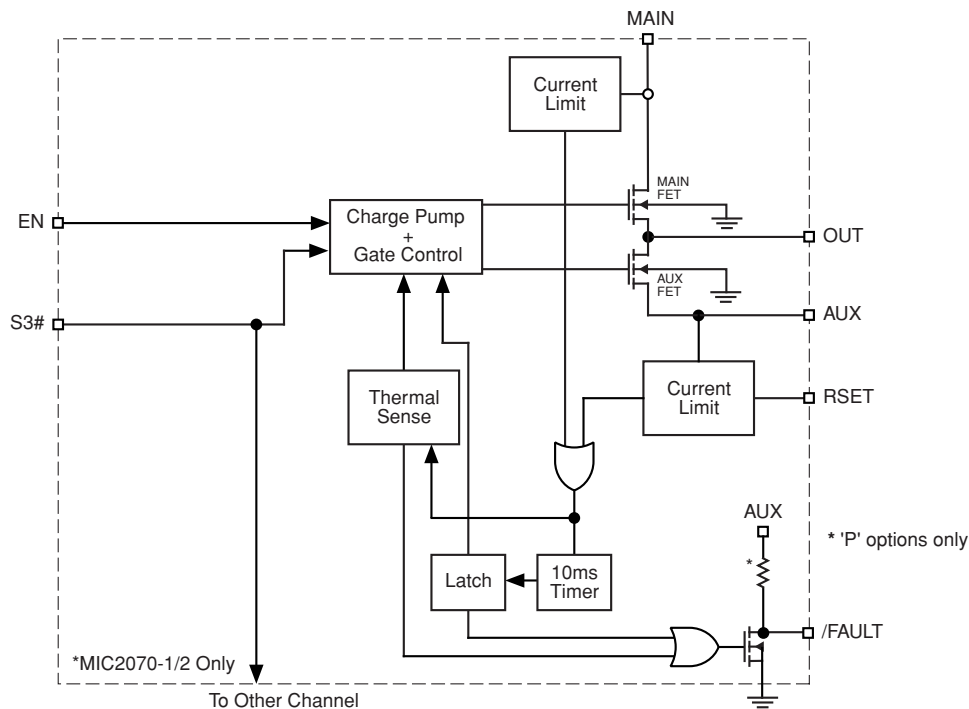 MAIN
Current
Limit
MAIN
FET
EN
Charge Pump
+
Gate Control
OUT
AUX
FET
S3#
AUX
Thermal
Sense
Current
Limit
RSET
AUX
* 'P' options only
*
Latch
10ms
Timer
/FAULT
*MIC2070-1/2 Only
To Other Channel